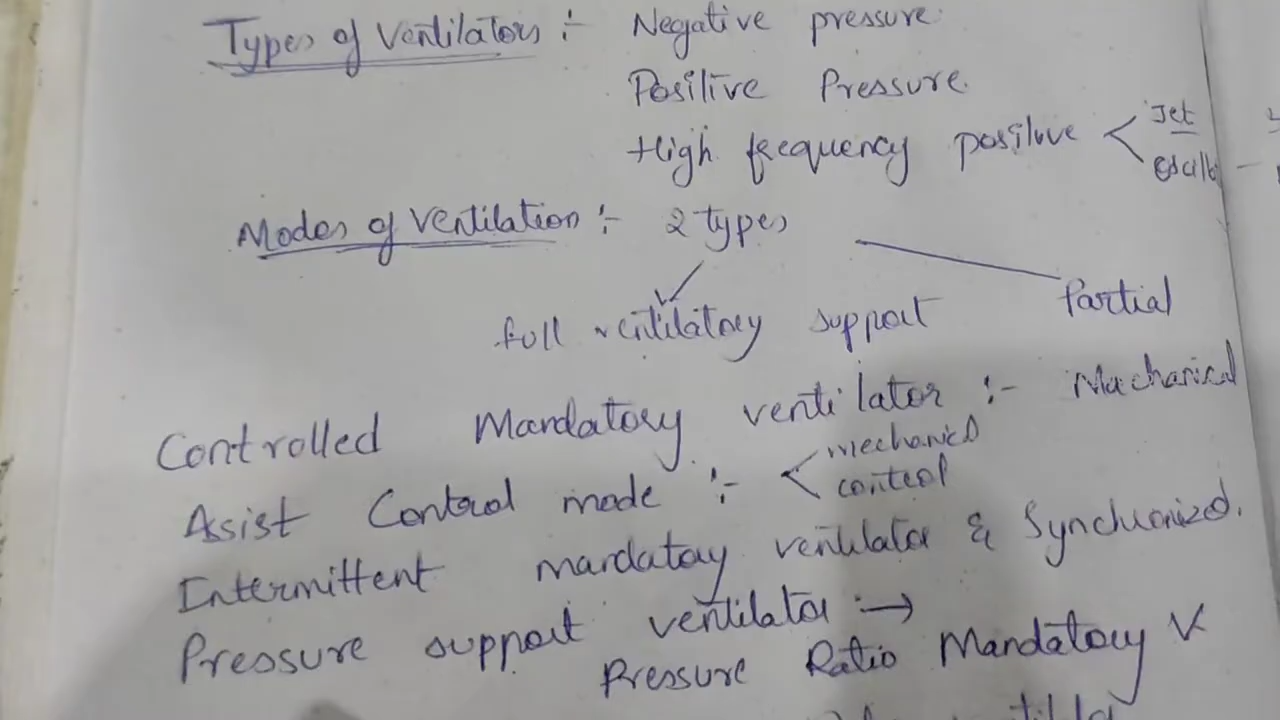 Types of Ventilators :- Negative pressure
Positive Pressure
High frequency positive < Jet
Modes of Ventilation :- 2 types
full ventilatory support Partial
Controlled Mandatory ventilator :- Mechanical
Assist Control mode :- < mechanical
control
Intermittent mandatory ventilator & Synchronized.
Pressure support ventilator :→
Pressure Ratio Mandatory V